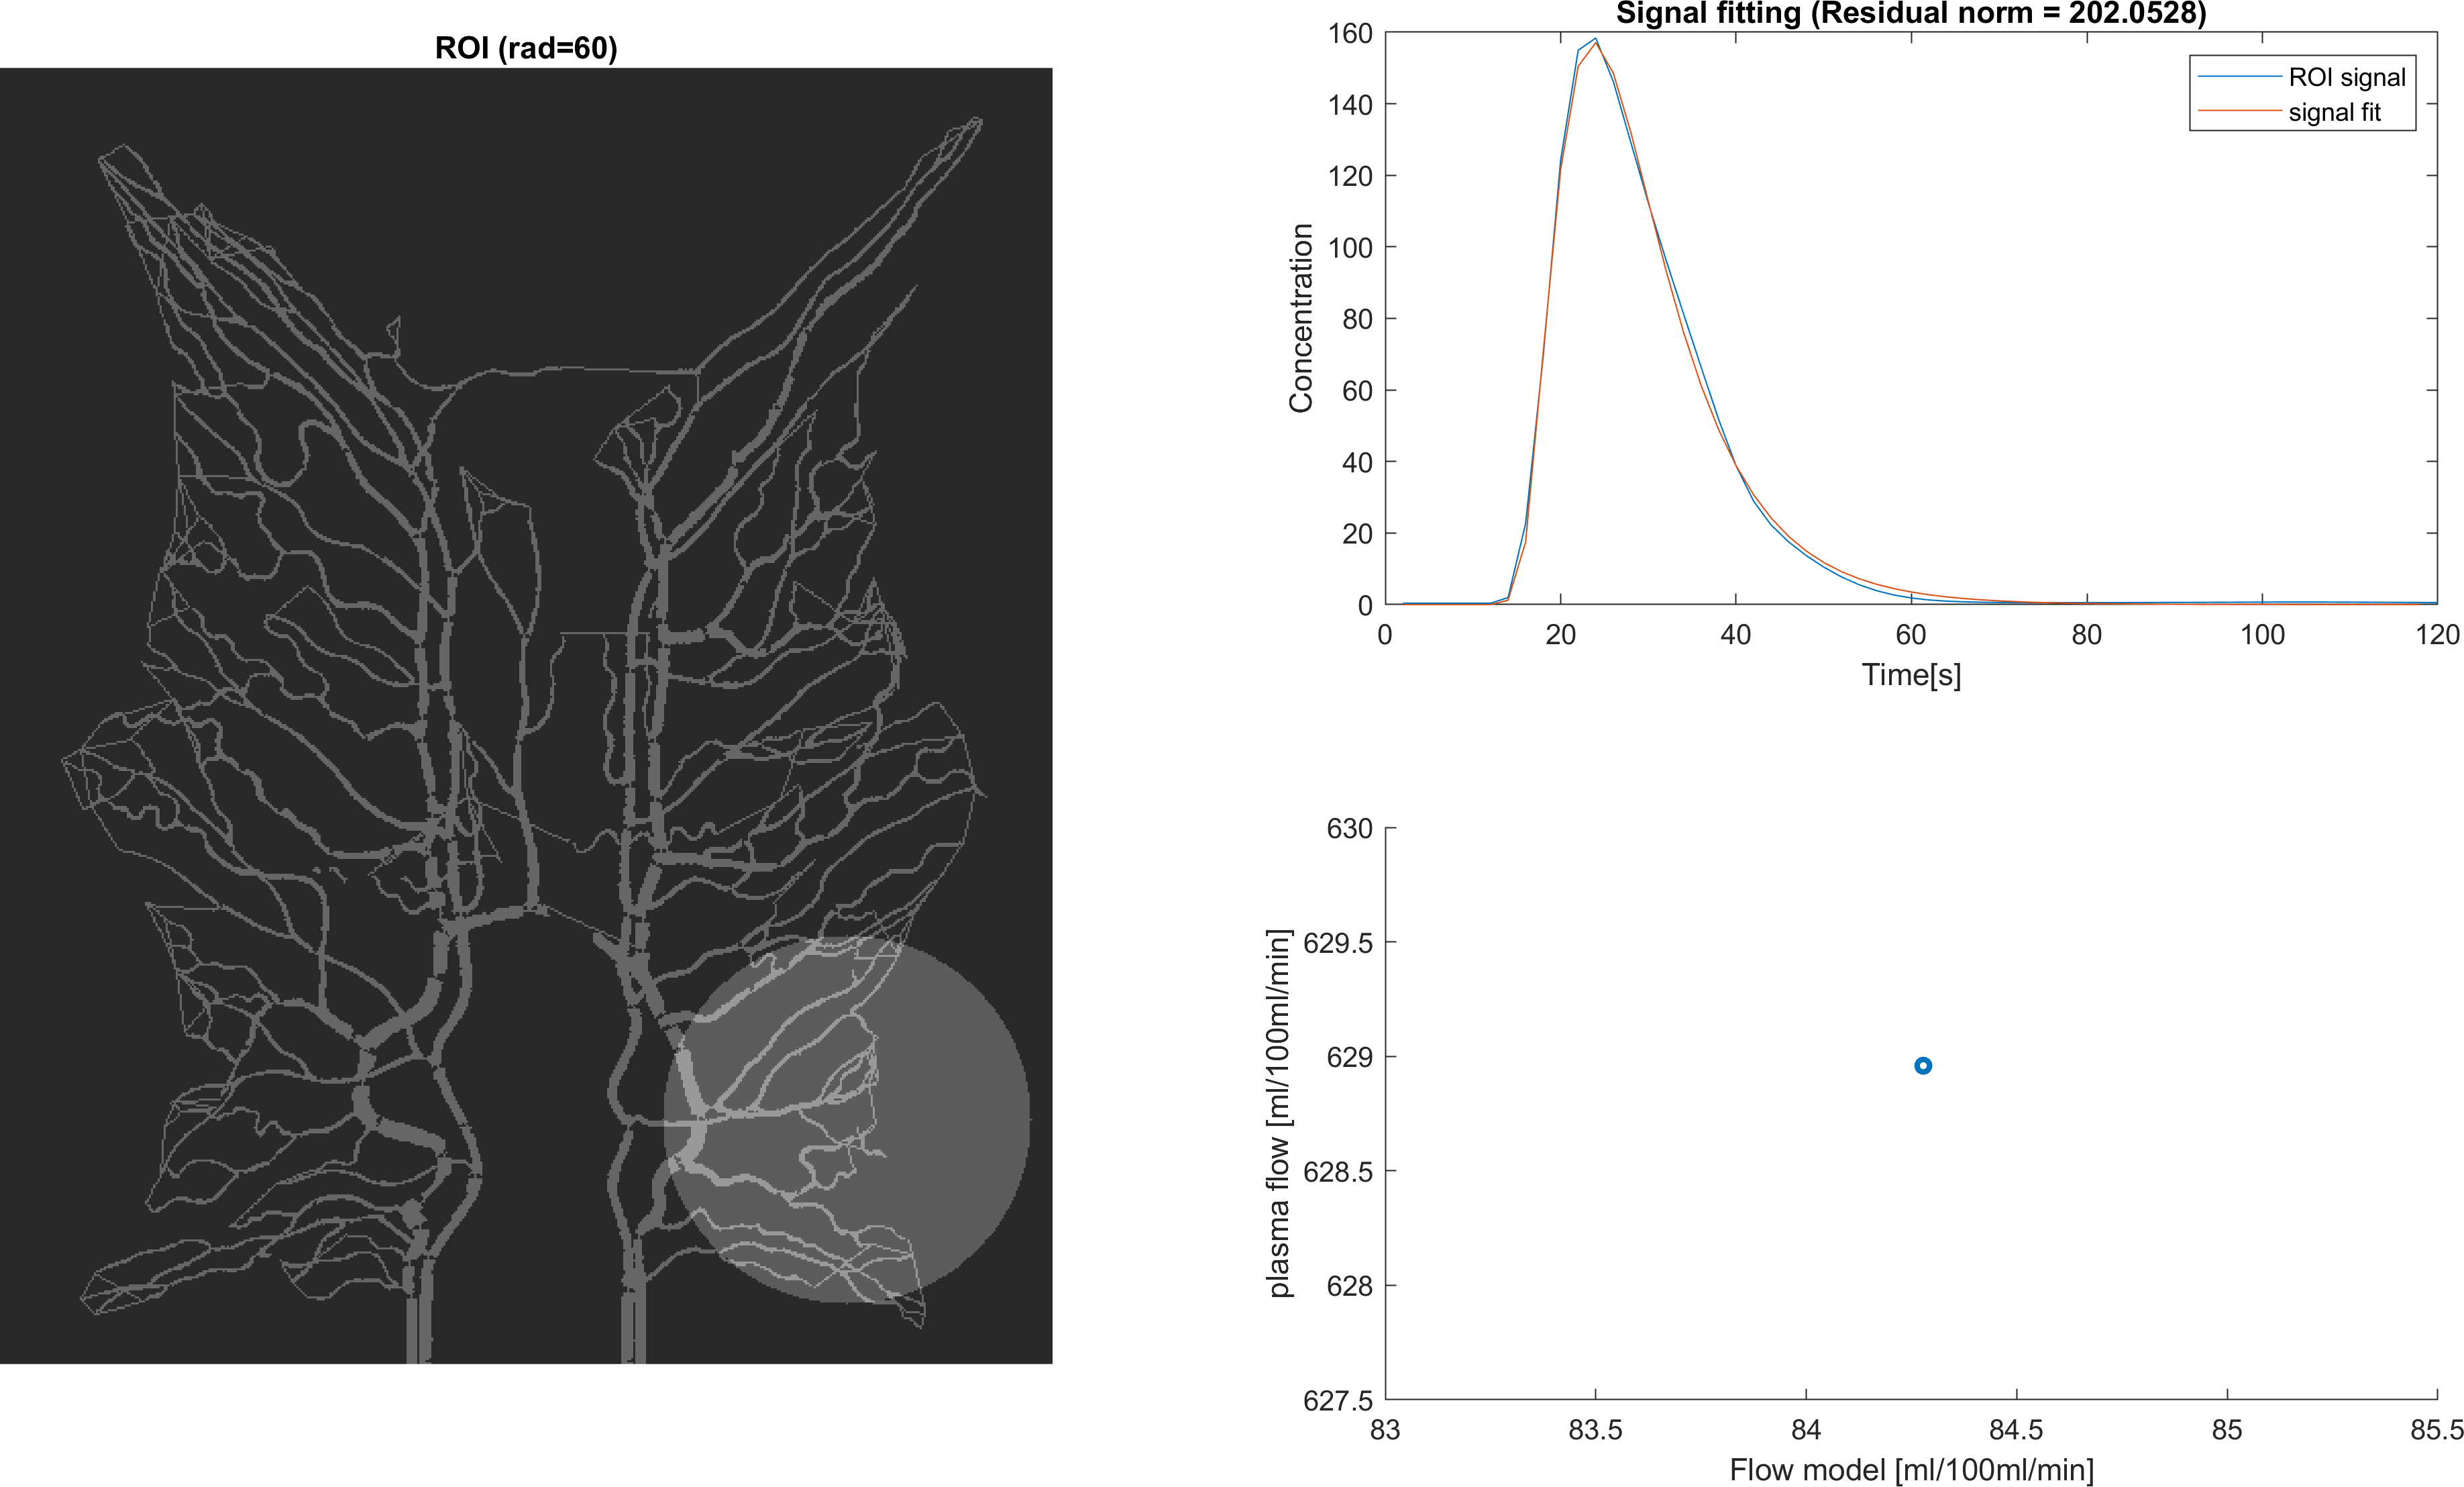 ROI (rad=60)
Signal fitting (Residual norm = 202.0528)
160
140
120
100
80
60
40
20
0
Concentration
ROI signal
signal fit
0 20 40 60 80 100 120
Time[s]
630
629.5
629
628.5
628
627.5
plasma flow [ml/100ml/min]
83 83.5 84 84.5 85 85.5
Flow model [ml/100ml/min]